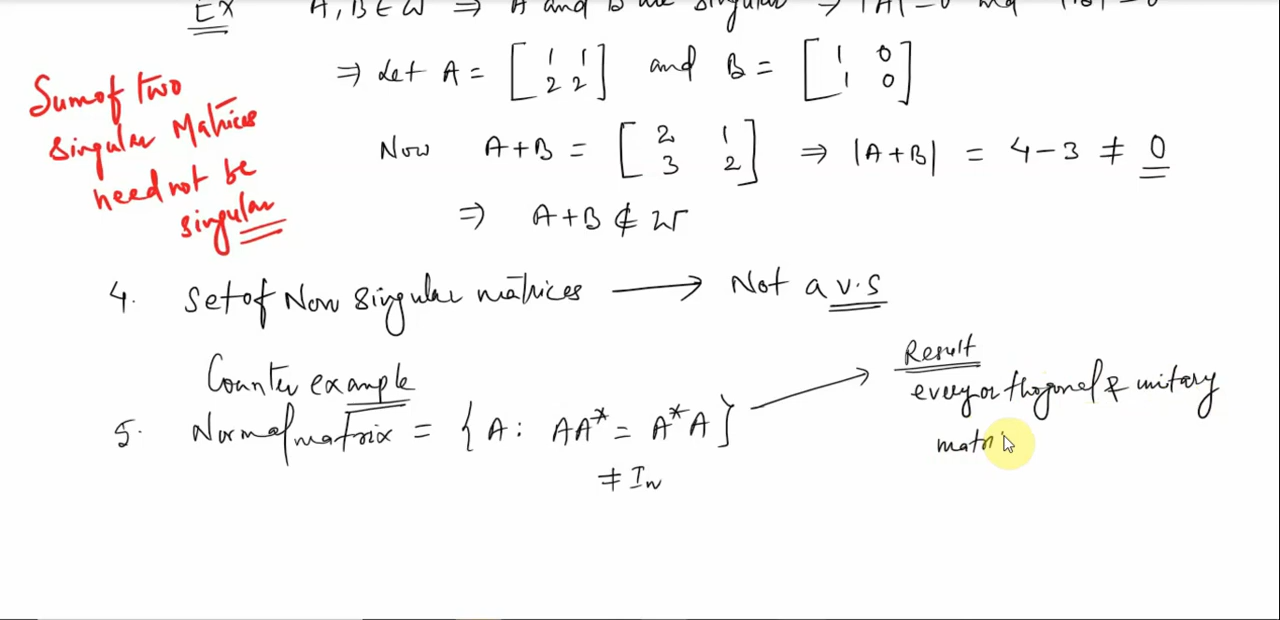 Ex A, B ∈ W ⇒ A and B are singular ⇒ |A| = 0 and |B| = 0
⇒ Let A = [1 1; 2 2] and B = [1 0; 1 0]
Sum of two
singular Matrices
need not be
singular
Now A+B = [2 1; 3 2] ⇒ |A+B| = 4-3 ≠ 0
⇒ A+B ∉ W
4. Set of Non singular matrices → Not a v.s
Counter example
5. Normal matrix = {A: AA* = A*A}
≠ In
Result
every orthogonal & unitary
matri